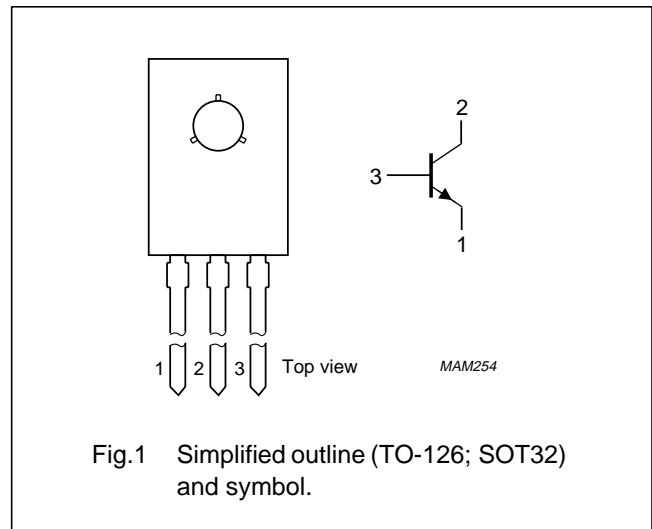 2
3
1
1 2 3 Top view MAM254
Fig.1 Simplified outline (TO-126; SOT32)
and symbol.